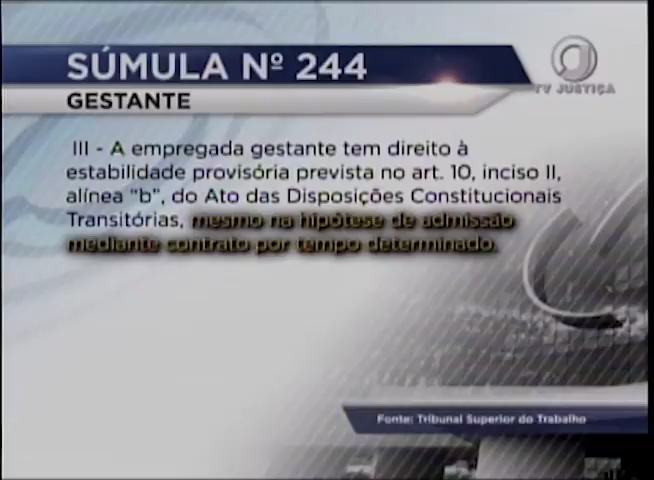 SÚMULA Nº 244
TV JUSTIÇA
GESTANTE
III - A empregada gestante tem direito à
estabilidade provisória prevista no art. 10, inciso II,
alínea “b”, do Ato das Disposições Constitucionais
Transitórias, mesmo na hipótese de admissão
mediante contrato por tempo determinado.
Fonte: Tribunal Superior do Trabalho